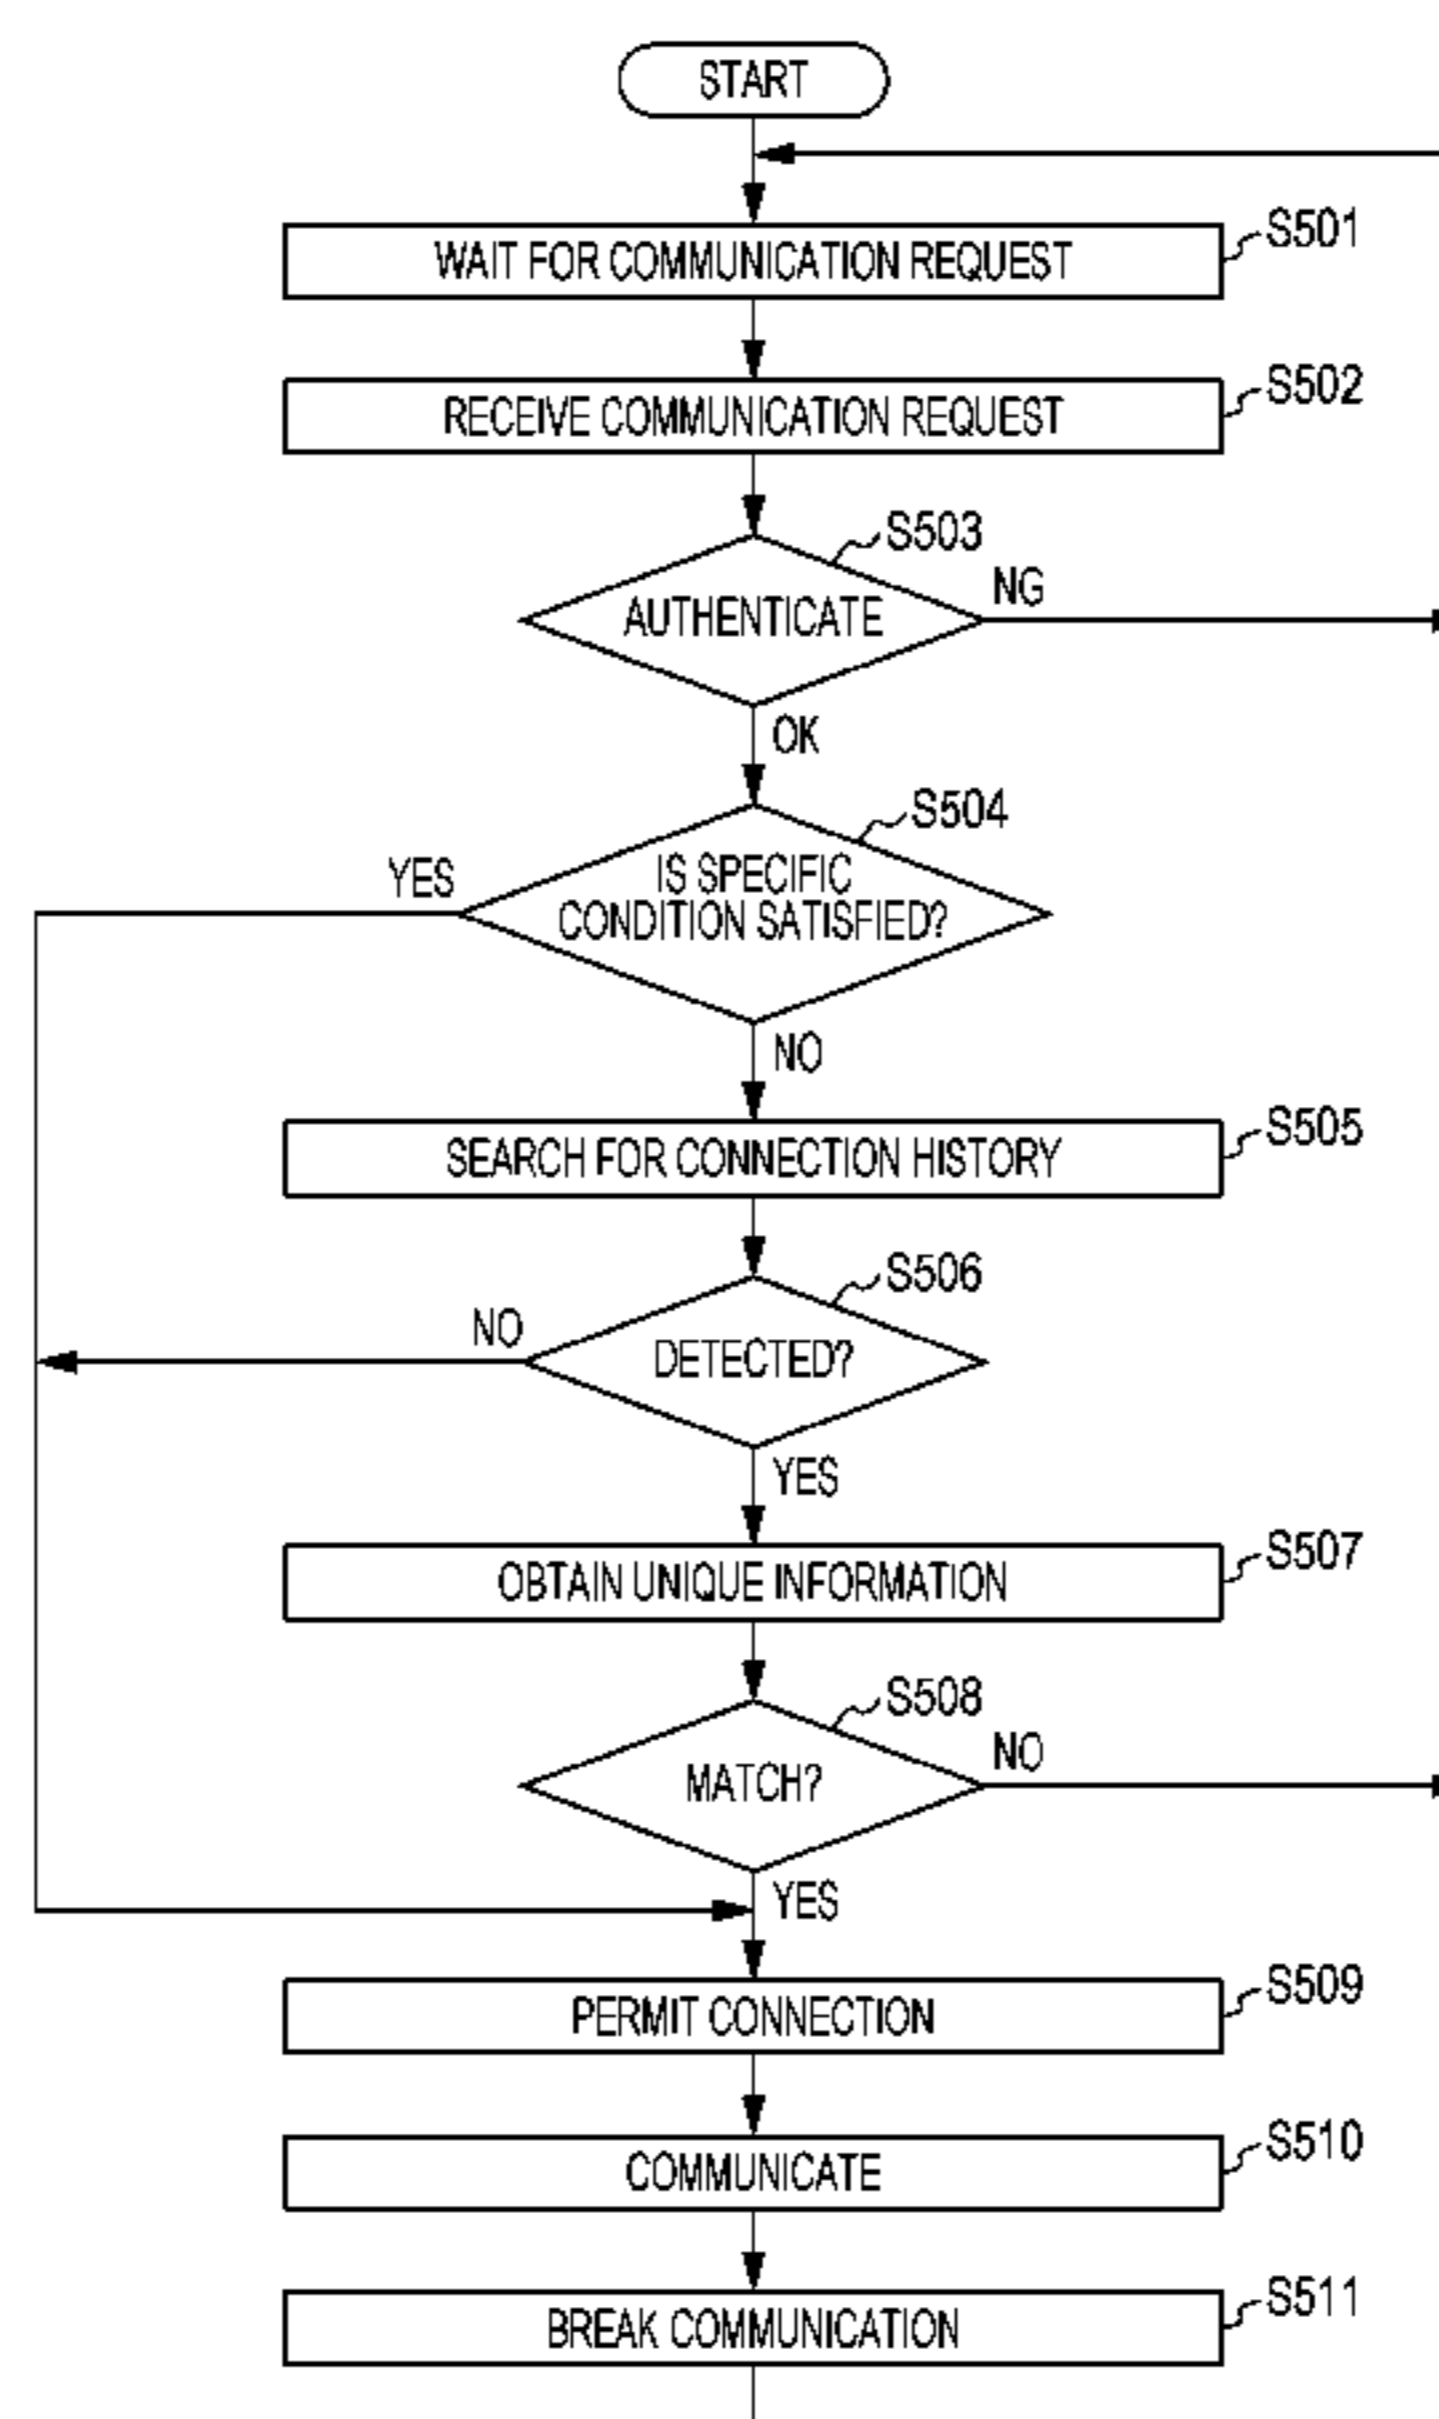 START
WAIT FOR COMMUNICATION REQUEST
S501
RECEIVE COMMUNICATION REQUEST
S502
S503
AUTHENTICATE
NG
OK
S504
YES
IS SPECIFIC
CONDITION SATISFIED?
NO
SEARCH FOR CONNECTION HISTORY
S505
S506
NO
DETECTED?
YES
OBTAIN UNIQUE INFORMATION
S507
S508
MATCH?
NO
YES
PERMIT CONNECTION
S509
COMMUNICATE
S510
BREAK COMMUNICATION
S511